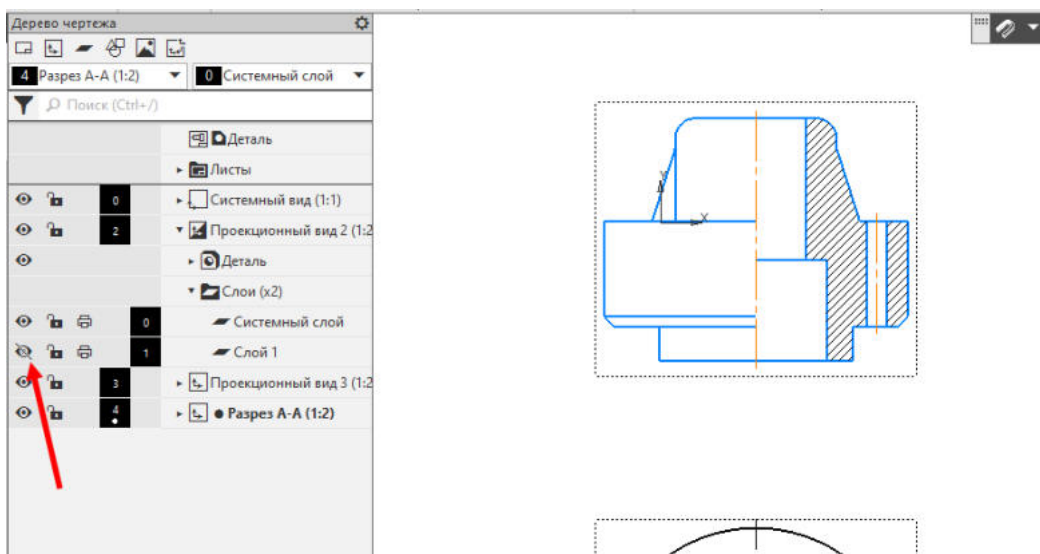 Дерево чертежа
4 Разрез А-А (1:2) 0 Системный слой
Поиск (Ctrl+/)
Деталь
Листы
0 Системный вид (1:1)
2 Проекционный вид 2 (1:2
Деталь
Слои (x2)
0 Системный слой
1 Слой 1
3 Проекционный вид 3 (1:2
4 Разрез А-А (1:2)
Y
X